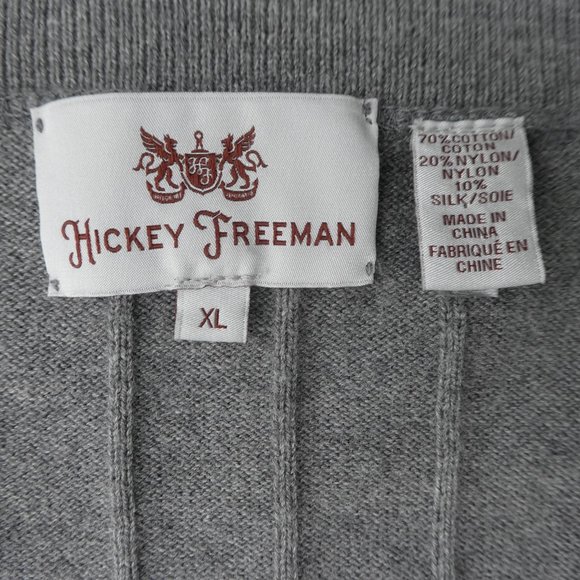 HICKEY FREEMAN
XL
70%COTTON/
COTON
20%NYLON/
NYLON
10%
SILK/SOIE
MADE IN
CHINA
FABRIQUÉ EN
CHINE